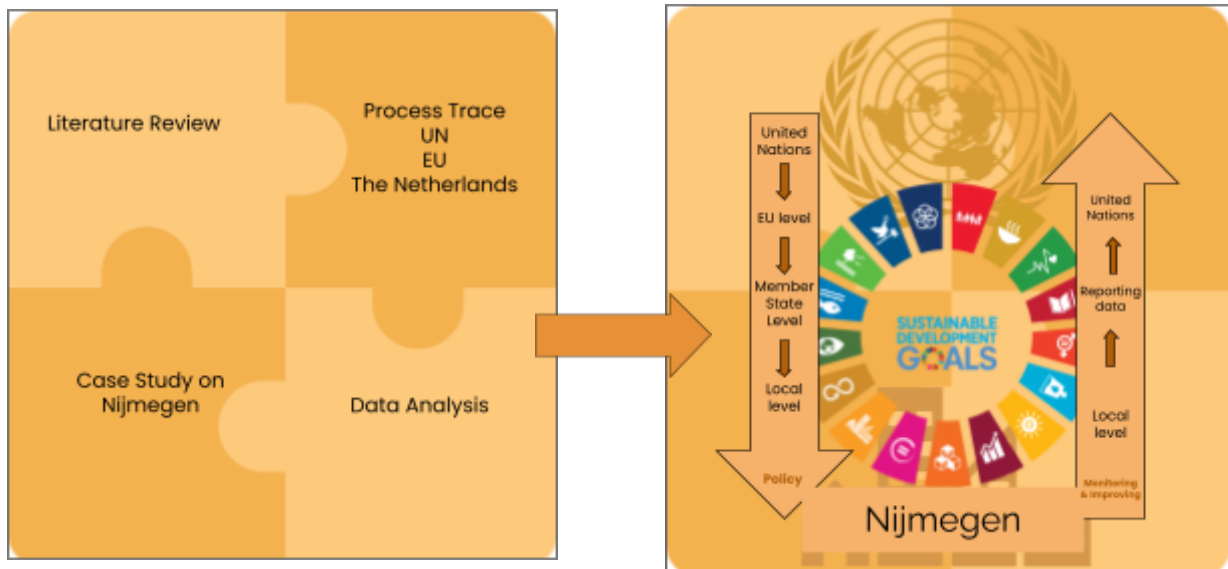 Literature Review
Process Trace
UN
EU
The Netherlands
Case Study on
Nijmegen
Data Analysis
United
Nations
EU level
Member
State
Level
Local
level
Policy
SUSTAINABLE
DEVELOPMENT
GOALS
United
Nations
Reporting
data
Local
level
Monitoring
& Improving
Nijmegen